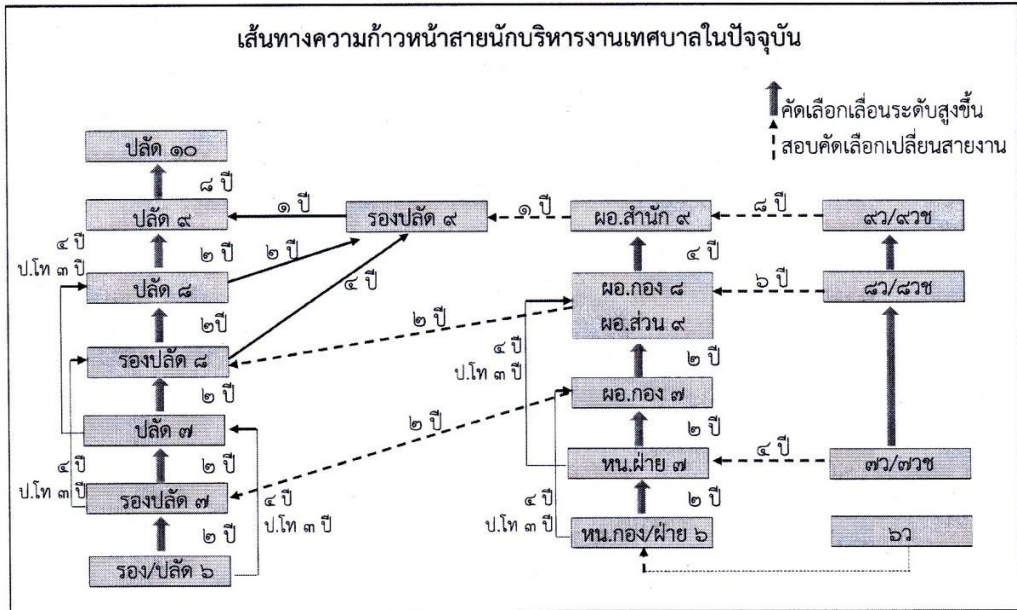 เส้นทางความก้าวหน้าสายนักบริหารงานเทศบาลในปัจจุบัน
คัดเลือกเลื่อนระดับสูงขึ้น
สอบคัดเลือกเปลี่ยนสายงาน
ปลัด ๑๐
๘ ปี
ปลัด ๙
๑ ปี
รองปลัด ๙
๑ ปี
ผอ.สำนัก ๙
๘ ปี
๙ว/๙วช
๔ ปี
ป.โท ๓ ปี
๒ ปี
๒ ปี
๔ ปี
๔ ปี
ปลัด ๘
ผอ.กอง ๘
ผอ.ส่วน ๙
๖ ปี
๘ว/๘วช
๒ปี
๒ ปี
รองปลัด ๘
๔ ปี
ป.โท ๓ ปี
๒ ปี
๒ ปี
ผอ.กอง ๗
ปลัด ๗
๒ ปี
๒ ปี
๔ ปี
ป.โท ๓ ปี
๒ ปี
หน.ฝ่าย ๗
๔ ปี
๗ว/๗วช
รองปลัด ๗
๔ ปี
ป.โท ๓ ปี
๔ ปี
ป.โท ๓ ปี
๒ ปี
๒ ปี
หน.กอง/ฝ่าย ๖
๖ว
รอง/ปลัด ๖